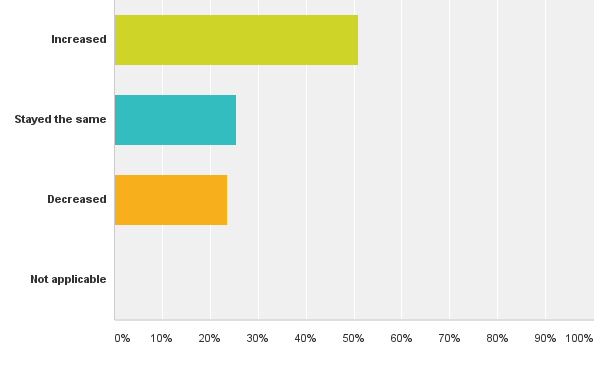 Increased
Stayed the same
Decreased
Not applicable
0% 10% 20% 30% 40% 50% 60% 70% 80% 90% 100%